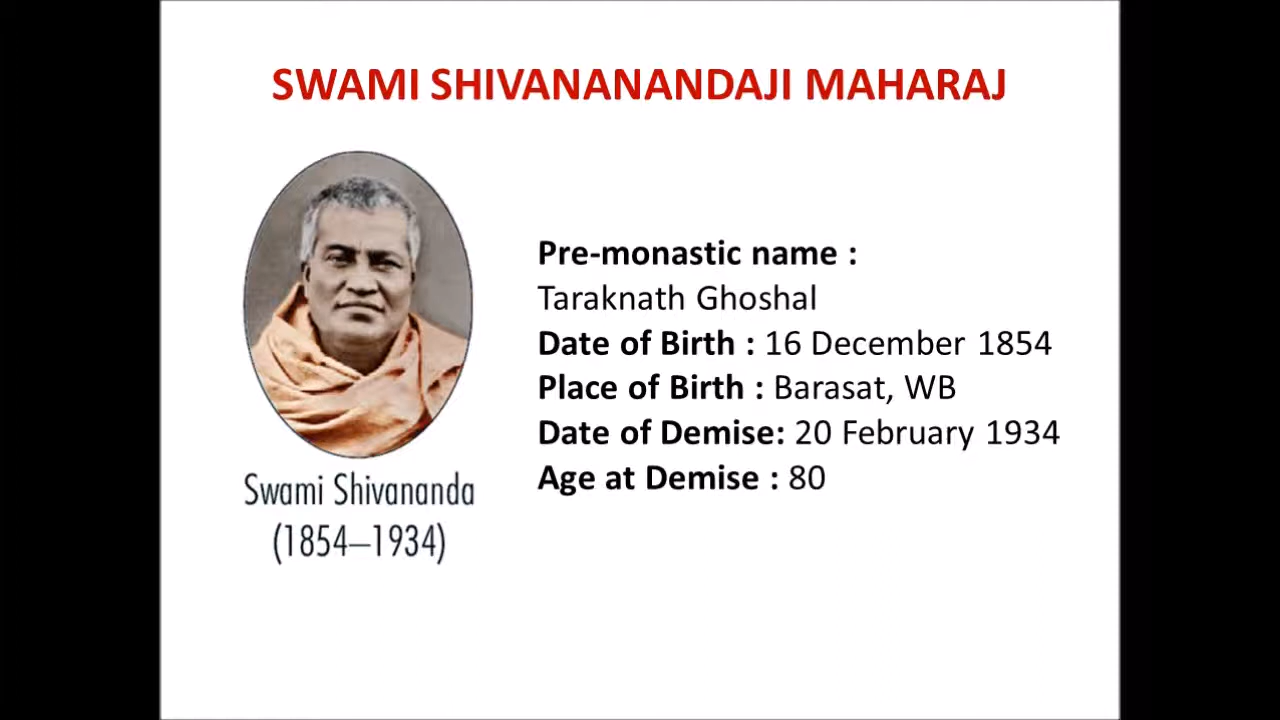 SWAMI SHIVANANANDAJI MAHARAJ
Pre-monastic name :
Taraknath Ghoshal
Date of Birth : 16 December 1854
Place of Birth : Barasat, WB
Date of Demise: 20 February 1934
Age at Demise : 80
Swami Shivananda
(1854–1934)